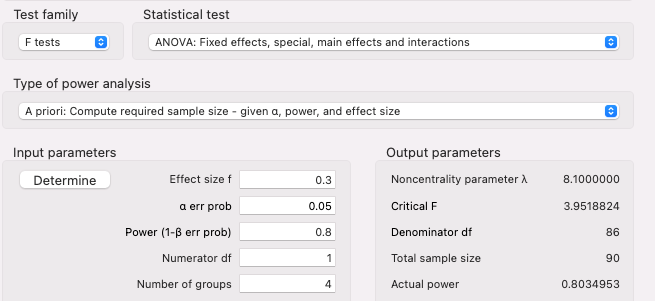 Test family
Statistical test
F tests
ANOVA: Fixed effects, special, main effects and interactions
Type of power analysis
A priori: Compute required sample size - given α, power, and effect size
Input parameters
Output parameters
Determine
Effect size f
0.3
Noncentrality parameter λ
8.1000000
α err prob
0.05
Critical F
3.9518824
Power (1-β err prob)
0.8
Denominator df
86
Numerator df
1
Total sample size
90
Number of groups
4
Actual power
0.8034953